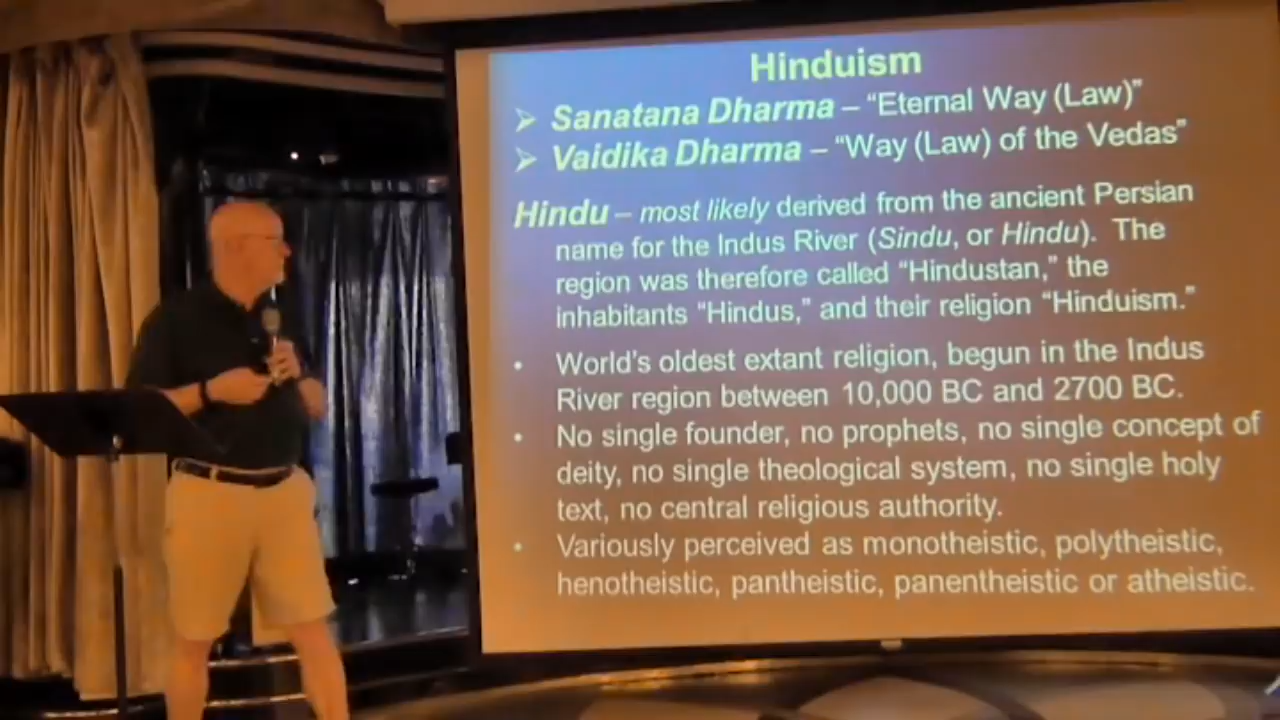 Hinduism
➢ Sanatana Dharma – “Eternal Way (Law)”
➢ Vaidika Dharma – “Way (Law) of the Vedas”
Hindu – most likely derived from the ancient Persian
name for the Indus River (Sindu, or Hindu). The
region was therefore called “Hindustan,” the
inhabitants “Hindus,” and their religion “Hinduism.”
• World’s oldest extant religion, begun in the Indus
River region between 10,000 BC and 2700 BC.
• No single founder, no prophets, no single concept of
deity, no single theological system, no single holy
text, no central religious authority.
• Variously perceived as monotheistic, polytheistic,
henotheistic, pantheistic, panentheistic or atheistic.